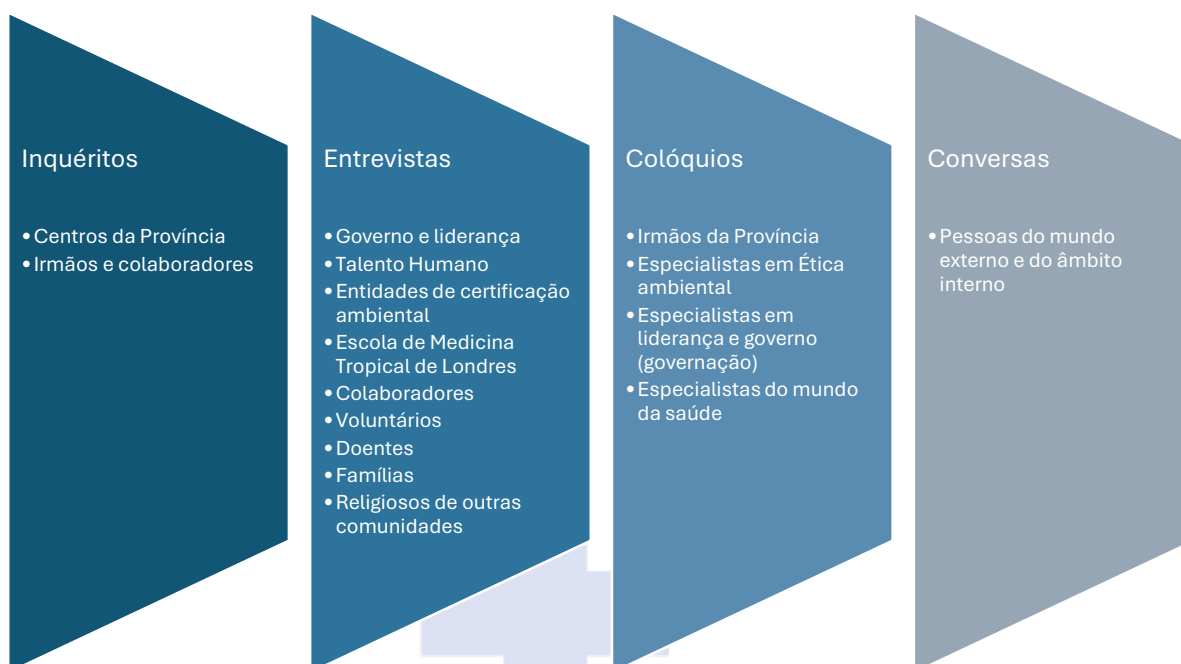 Inquéritos
•Centros da Província
•Irmãos e colaboradores
Entrevistas
•Governo e liderança
•Talento Humano
•Entidades de certificação
ambiental
•Escola de Medicina
Tropical de Londres
•Colaboradores
•Voluntários
•Doentes
•Famílias
•Religiosos de outras
comunidades
Colóquios
•Irmãos da Província
•Especialistas em Ética
ambiental
•Especialistas em
liderança e governo
(governação)
•Especialistas do mundo
da saúde
Conversas
•Pessoas do mundo
externo e do âmbito
interno